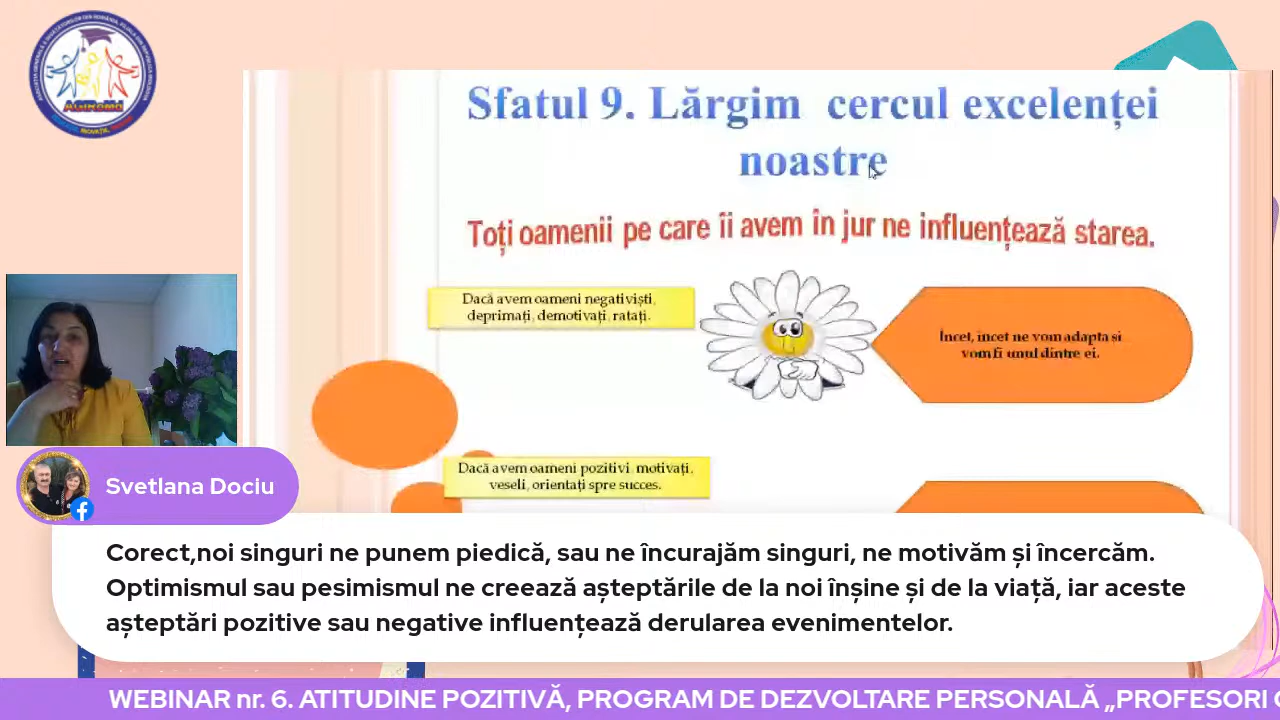 AGIRoMd
Sfatul 9. Lărgim cercul excelenței
noastre
Toți oamenii pe care îi avem în jur ne influențează starea.
Dacă avem oameni negativiști,
deprimați, demotivați, ratați.
Încet, încet ne vom adapta și
vom fi unul dintre ei.
Dacă avem oameni pozitivi, motivați,
veseli, orientați spre succes.
Svetlana Dociu
Corect,noi singuri ne punem piedică, sau ne încurajăm singuri, ne motivăm și încercăm.
Optimismul sau pesimismul ne creează așteptările de la noi înșine și de la viață, iar aceste
așteptări pozitive sau negative influențează derularea evenimentelor.
WEBINAR nr. 6. ATITUDINE POZITIVĂ, PROGRAM DE DEZVOLTARE PERSONALĂ „PROFESORI